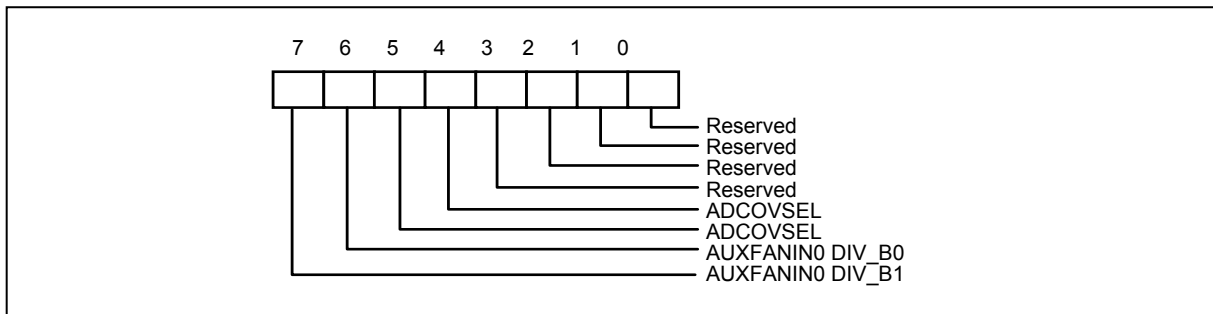 7 6 5 4 3 2 1 0
Reserved
Reserved
Reserved
Reserved
ADCOVSEL
ADCOVSEL
AUXFANIN0 DIV_B0
AUXFANIN0 DIV_B1